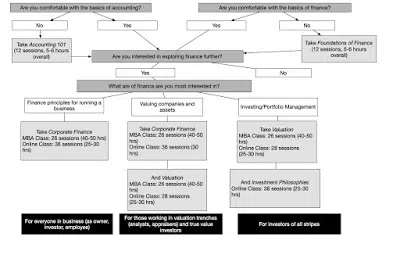 Are you comfortable with the basics of accounting?
Are you comfortable with the basics of finance?
No
Yes
Yes
No
Take Accounting 101
(12 sessions, 5-6 hours
overall)
Take Foundations of Finance
(12 sessions, 5-6 hours
overall)
Are you interested in exploring finance further?
Yes
No
What are of finance are you most interested in?
Finance principles for running a
business
Valuing companies and
assets
Investing/Portfolio Management
Take Corporate Finance
MBA Class: 26 sessions (40-50
hrs)
Online Class: 36 sessions (25-30
hrs)
Take Corporate Finance
MBA Class: 26 sessions (40-50
hrs)
Online Class: 36 sessions (30
hrs)
Take Valuation
MBA Class: 26 sessions (40-50
hrs)
Online Class: 28 sessions
(25-30 hrs)
And Valuation
MBA Class: 26 sessions (40-50
hrs)
Online Class: 28 sessions
(25-30 hrs)
And Investment Philosophies
Online Class: 38 sessions (25-30
hrs)
For everyone in business (as owner,
investor, employee)
For those working in valuation trenches
(analysts, appraisers) and true value
investors
For investors of all stripes